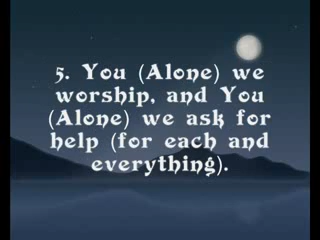 5. You (Alone) we
worship, and You
(Alone) we ask for
help (for each and
everything).